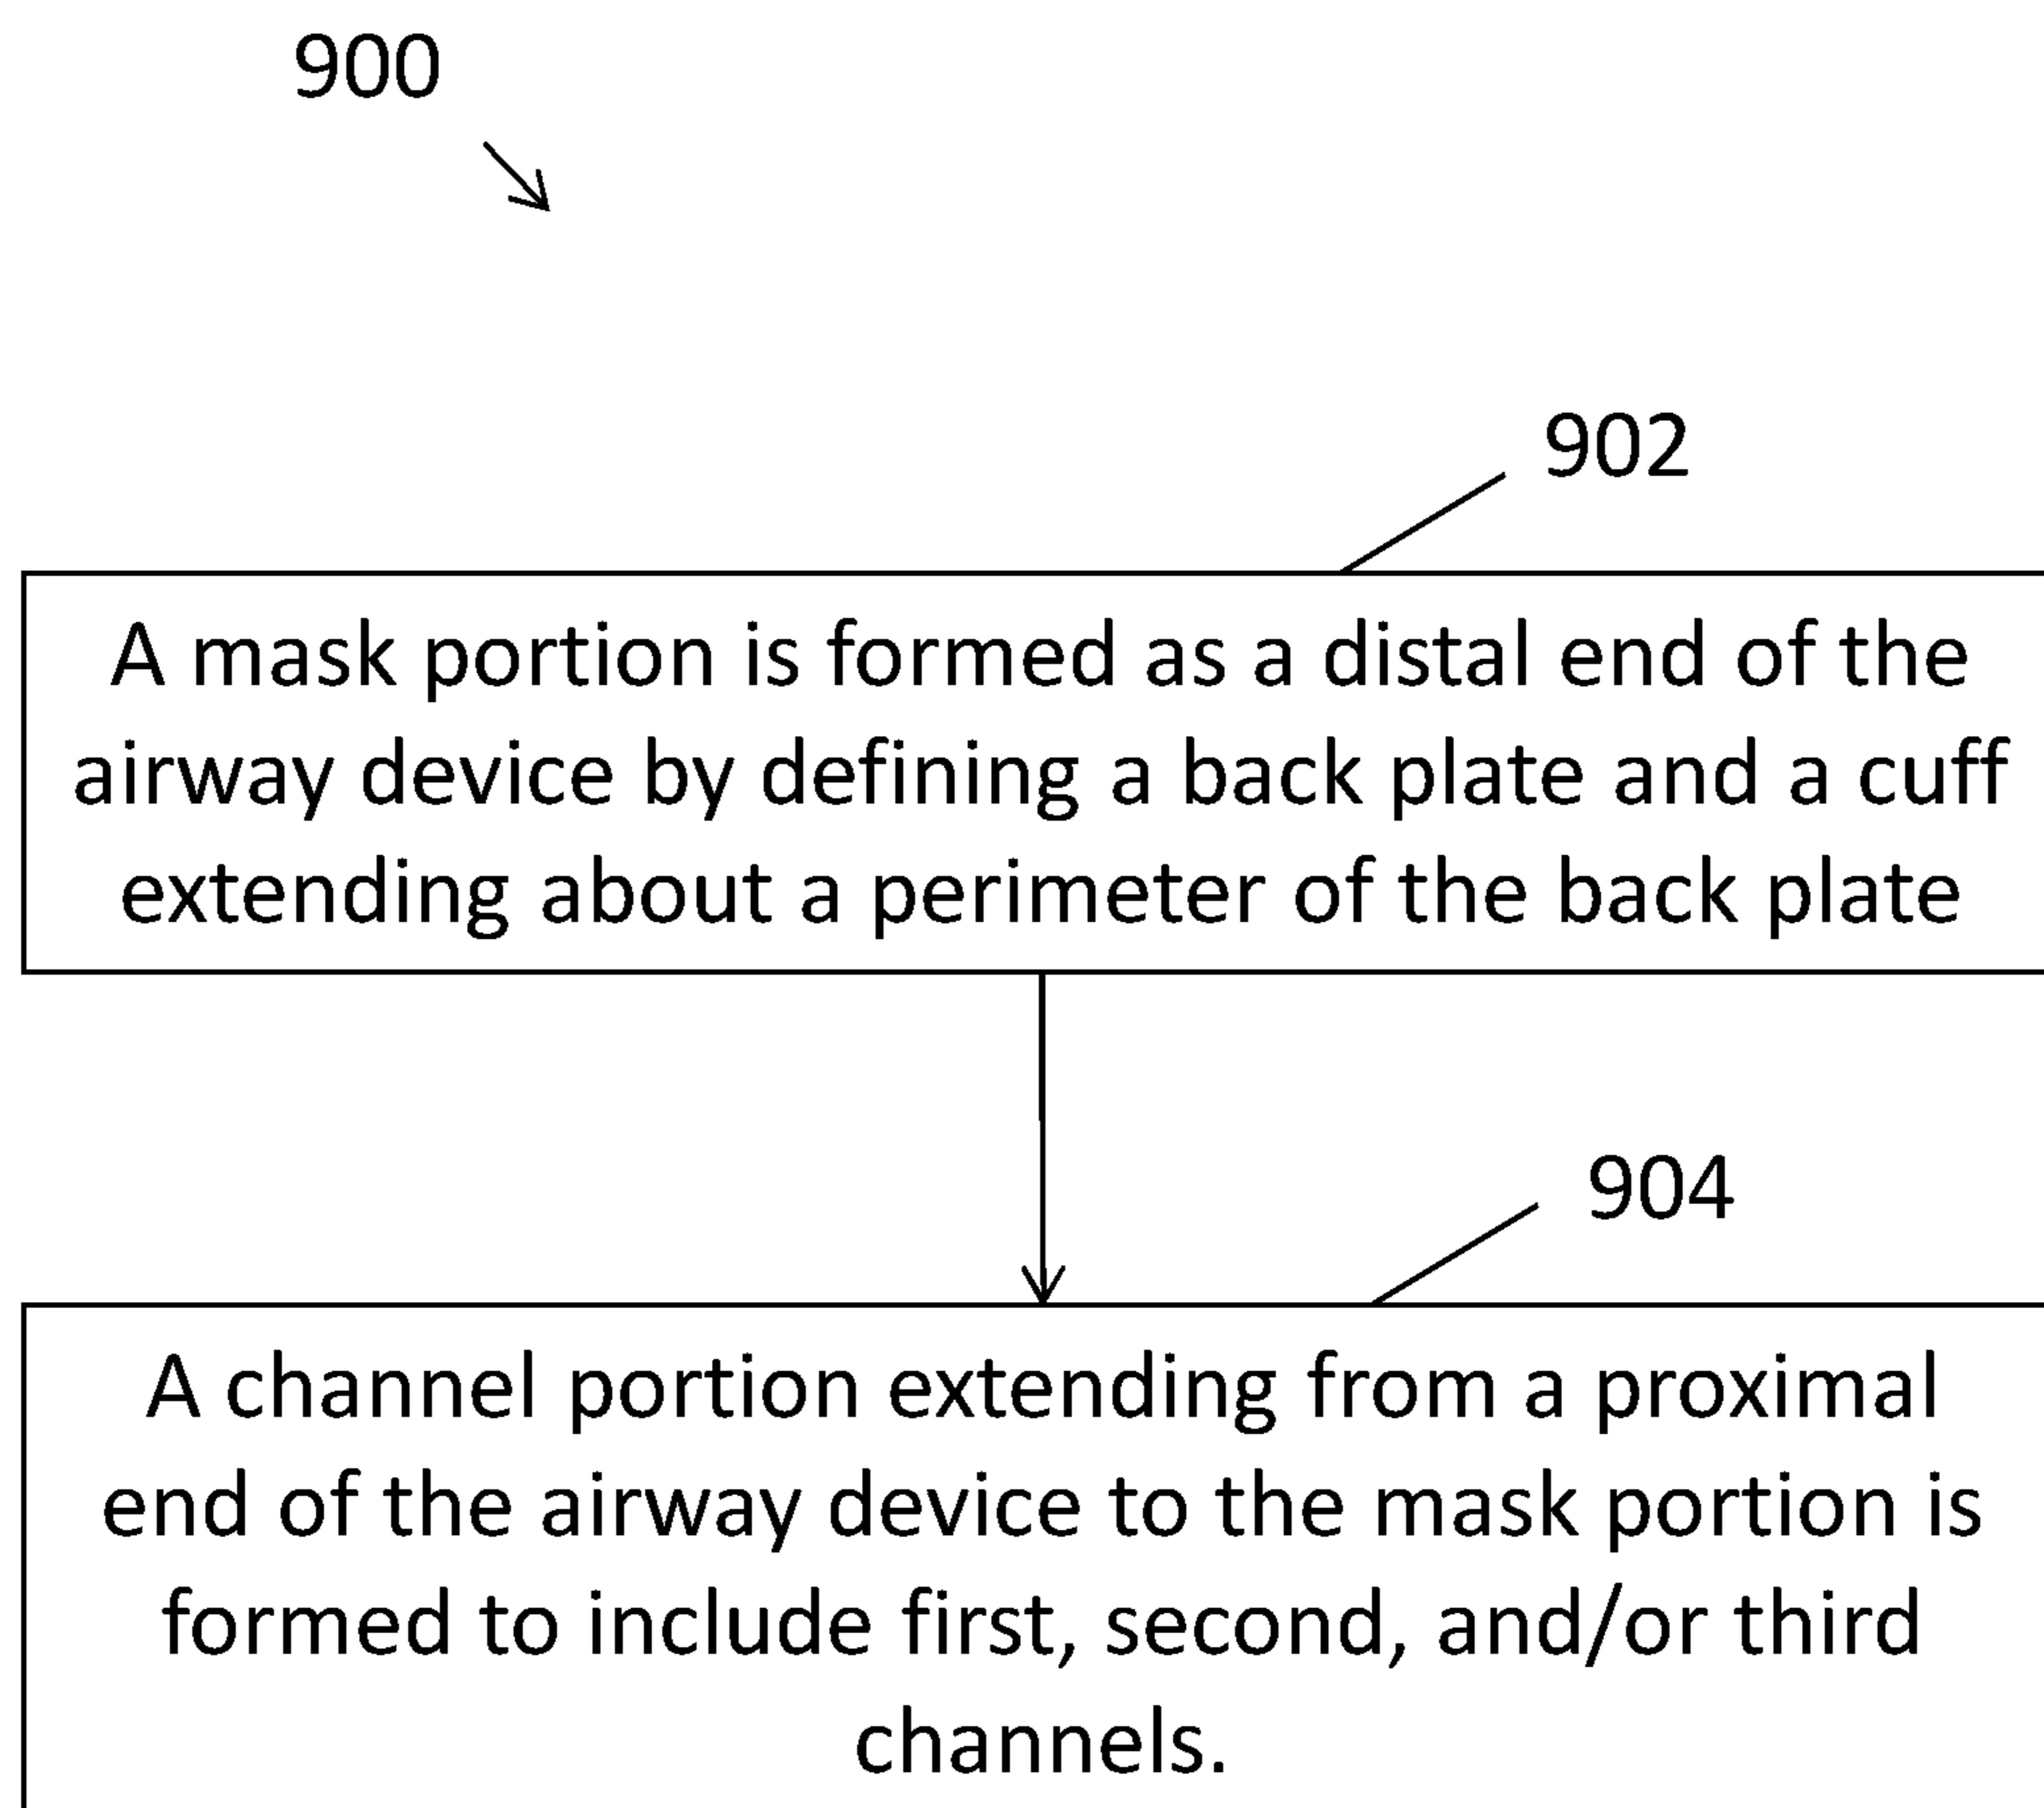 900
902
A mask portion is formed as a distal end of the
airway device by defining a back plate and a cuff
extending about a perimeter of the back plate
904
A channel portion extending from a proximal
end of the airway device to the mask portion is
formed to include first, second, and/or third
channels.